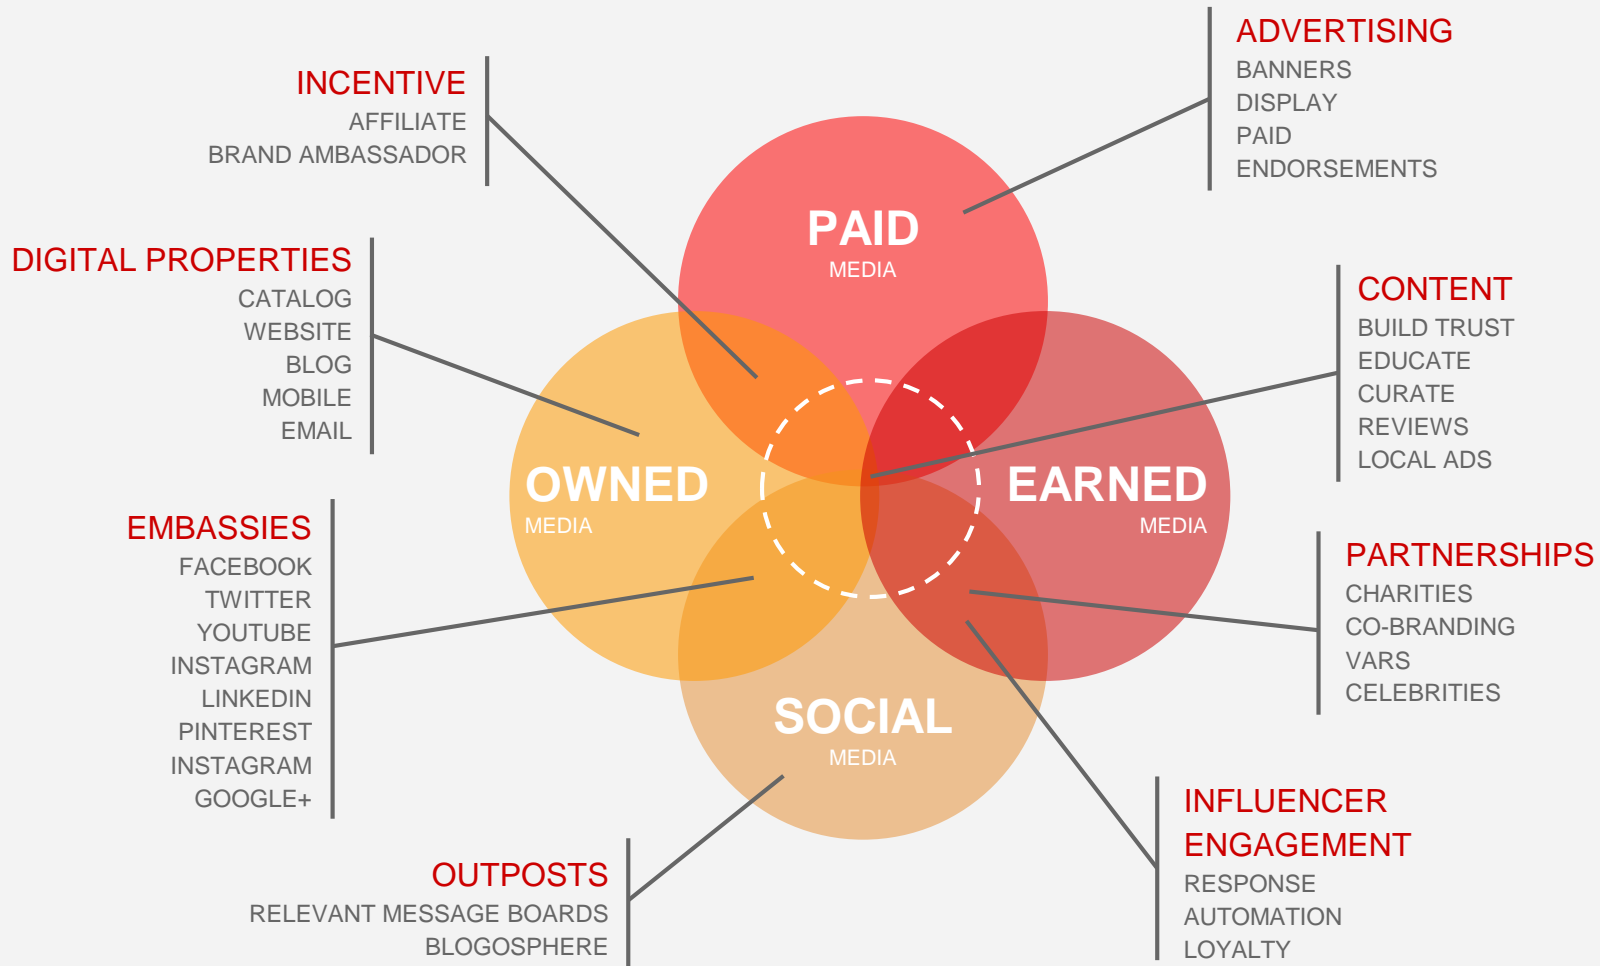 ADVERTISING
BANNERS
DISPLAY
PAID
ENDORSEMENTS
INCENTIVE
AFFILIATE
BRAND AMBASSADOR
PAID
MEDIA
DIGITAL PROPERTIES
CATALOG
WEBSITE
BLOG
MOBILE
EMAIL
CONTENT
BUILD TRUST
EDUCATE
CURATE
REVIEWS
LOCAL ADS
OWNED
MEDIA
EARNED
MEDIA
EMBASSIES
FACEBOOK
TWITTER
YOUTUBE
INSTAGRAM
LINKEDIN
PINTEREST
INSTAGRAM
GOOGLE+
PARTNERSHIPS
CHARITIES
CO-BRANDING
VARS
CELEBRITIES
SOCIAL
MEDIA
INFLUENCER
ENGAGEMENT
RESPONSE
AUTOMATION
LOYALTY
OUTPOSTS
RELEVANT MESSAGE BOARDS
BLOGOSPHERE